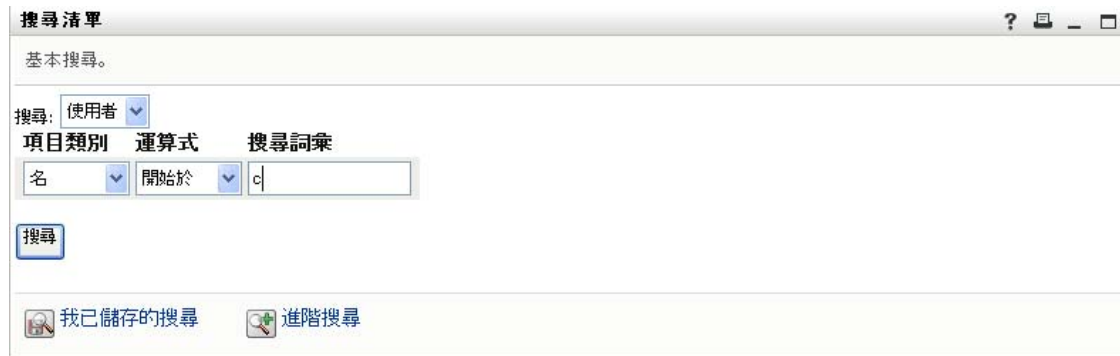 搜尋清單 ?
基本搜尋。
搜尋: 使用者
項目類別 運算式 搜尋詞彙
名 開始於 c
搜尋
我已儲存的搜尋 進階搜尋